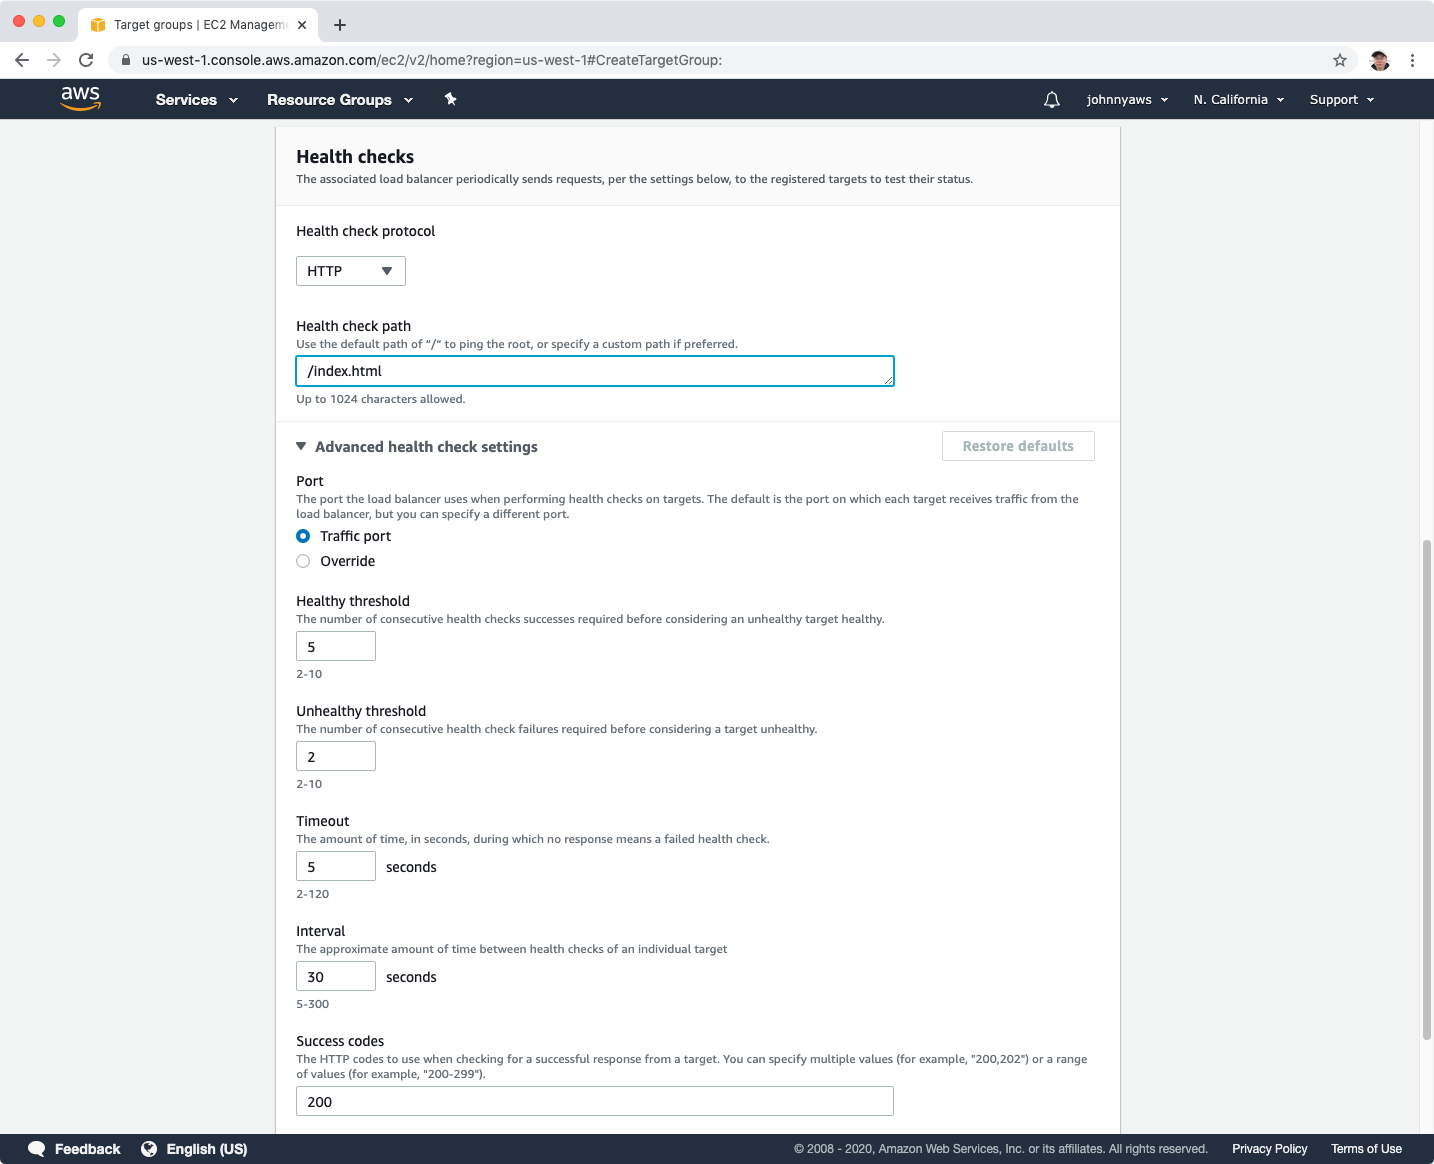 Target groups | EC2 Manageme
us-west-1.console.aws.amazon.com/ec2/v2/home?region=us-west-1#CreateTargetGroup:
aws
Services
Resource Groups
johnnyaws
N. California
Support
Health checks
The associated load balancer periodically sends requests, per the settings below, to the registered targets to test their status.
Health check protocol
HTTP
Health check path
Use the default path of “/” to ping the root, or specify a custom path if preferred.
/index.html
Up to 1024 characters allowed.
Advanced health check settings
Restore defaults
Port
The port the load balancer uses when performing health checks on targets. The default is the port on which each target receives traffic from the
load balancer, but you can specify a different port.
Traffic port
Override
Healthy threshold
The number of consecutive health checks successes required before considering an unhealthy target healthy.
5
2-10
Unhealthy threshold
The number of consecutive health check failures required before considering a target unhealthy.
2
2-10
Timeout
The amount of time, in seconds, during which no response means a failed health check.
5 seconds
2-120
Interval
The approximate amount of time between health checks of an individual target
30 seconds
5-300
Success codes
The HTTP codes to use when checking for a successful response from a target. You can specify multiple values (for example, "200,202") or a range
of values (for example, "200-299").
200
Feedback
English (US)
© 2008 - 2020, Amazon Web Services, Inc. or its affiliates. All rights reserved.
Privacy Policy
Terms of Use